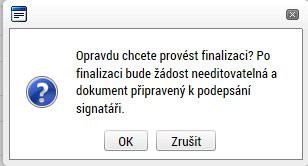 Opravdu chcete provést finalizaci? Po
finalizaci bude žádost needitovatelná a
dokument připravený k podepsání
signatáři.
OK
Zrušit